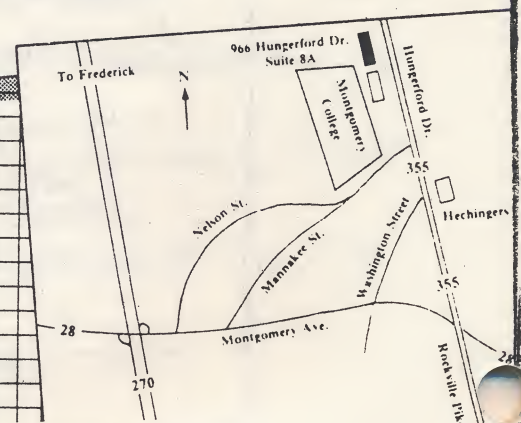 966 Hungerford Dr.
Suite 8A
To Frederick
N
Hungerford Dr.
Montgomery
College
355
Nelson St.
Mannakee St.
Washington Street
Hechingers
355
28
Montgomery Ave.
270
Rockville Pik
28